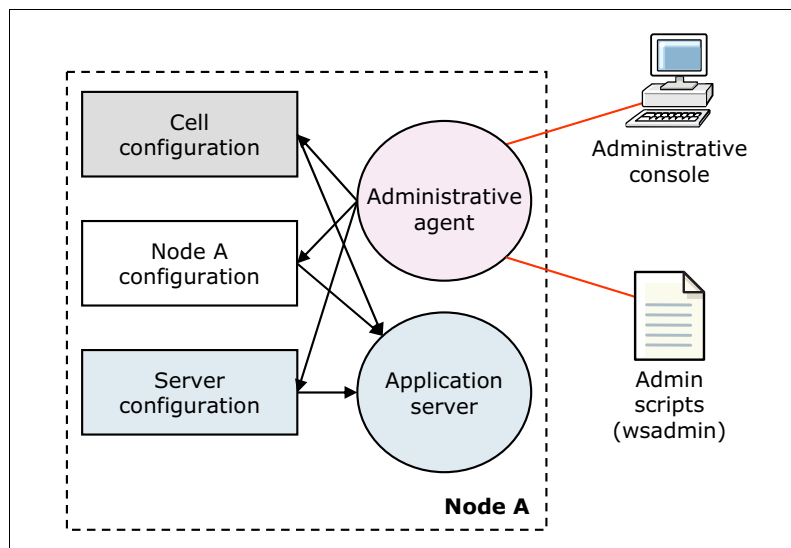 Cell
configuration
Node A
configuration
Server
configuration
Administrative
agent
Application
server
Node A
Administrative
console
Admin
scripts
(wsadmin)